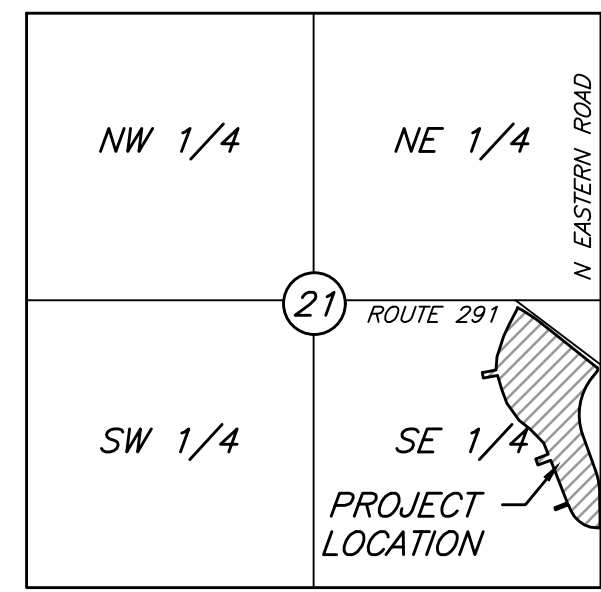 NW 1/4
NE 1/4
N EASTERN ROAD
21
ROUTE 291
SW 1/4
SE 1/4
PROJECT
LOCATION